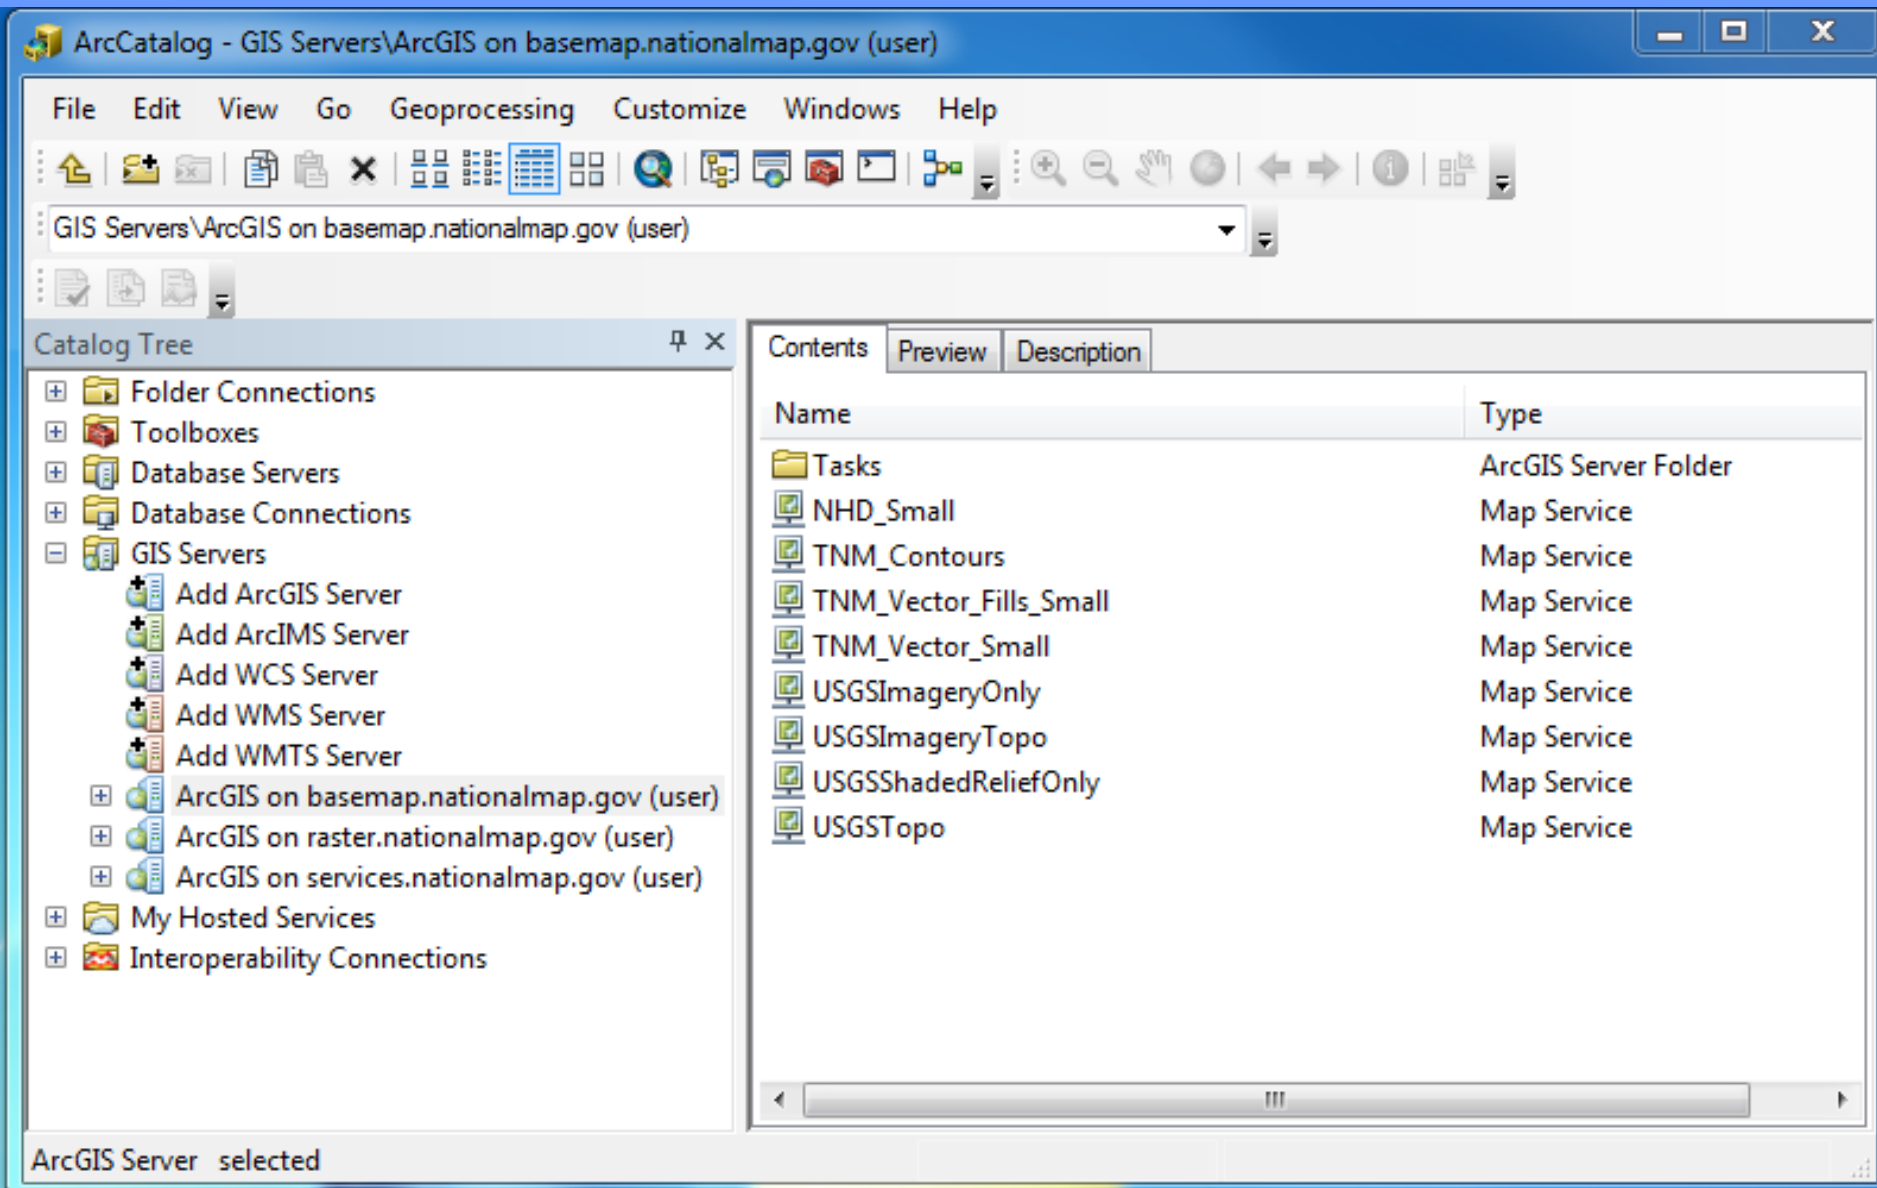 ArcCatalog - GIS Servers\ArcGIS on basemap.nationalmap.gov (user)
File Edit View Go Geoprocessing Customize Windows Help
GIS Servers\ArcGIS on basemap.nationalmap.gov (user)
Catalog Tree
Folder Connections
Toolboxes
Database Servers
Database Connections
GIS Servers
Add ArcGIS Server
Add ArcIMS Server
Add WCS Server
Add WMS Server
Add WMTS Server
ArcGIS on basemap.nationalmap.gov (user)
ArcGIS on raster.nationalmap.gov (user)
ArcGIS on services.nationalmap.gov (user)
My Hosted Services
Interoperability Connections
Contents Preview Description
Name Type
Tasks ArcGIS Server Folder
NHD_Small Map Service
TNM_Contours Map Service
TNM_Vector_Fills_Small Map Service
TNM_Vector_Small Map Service
USGSImageryOnly Map Service
USGSImageryTopo Map Service
USGSShadedReliefOnly Map Service
USGSTopo Map Service
ArcGIS Server selected